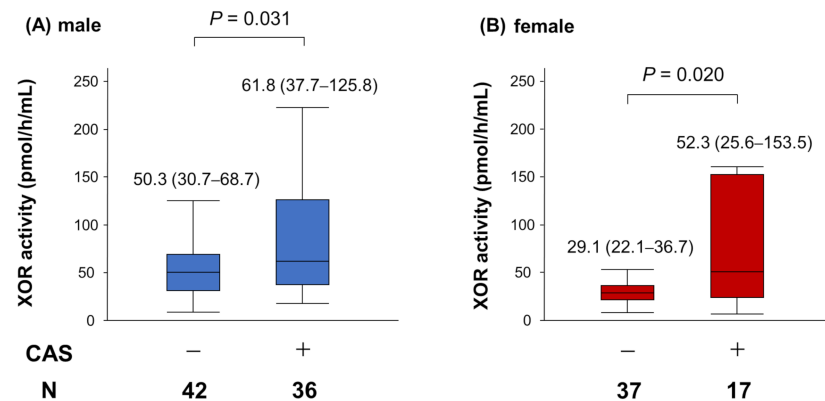 (A) male
P = 0.031
61.8 (37.7–125.8)
50.3 (30.7–68.7)
XOR activity (pmol/h/mL)
250
200
150
100
50
0
CAS − +
N 42 36
(B) female
P = 0.020
52.3 (25.6–153.5)
29.1 (22.1–36.7)
XOR activity (pmol/h/mL)
250
200
150
100
50
0
− +
37 17